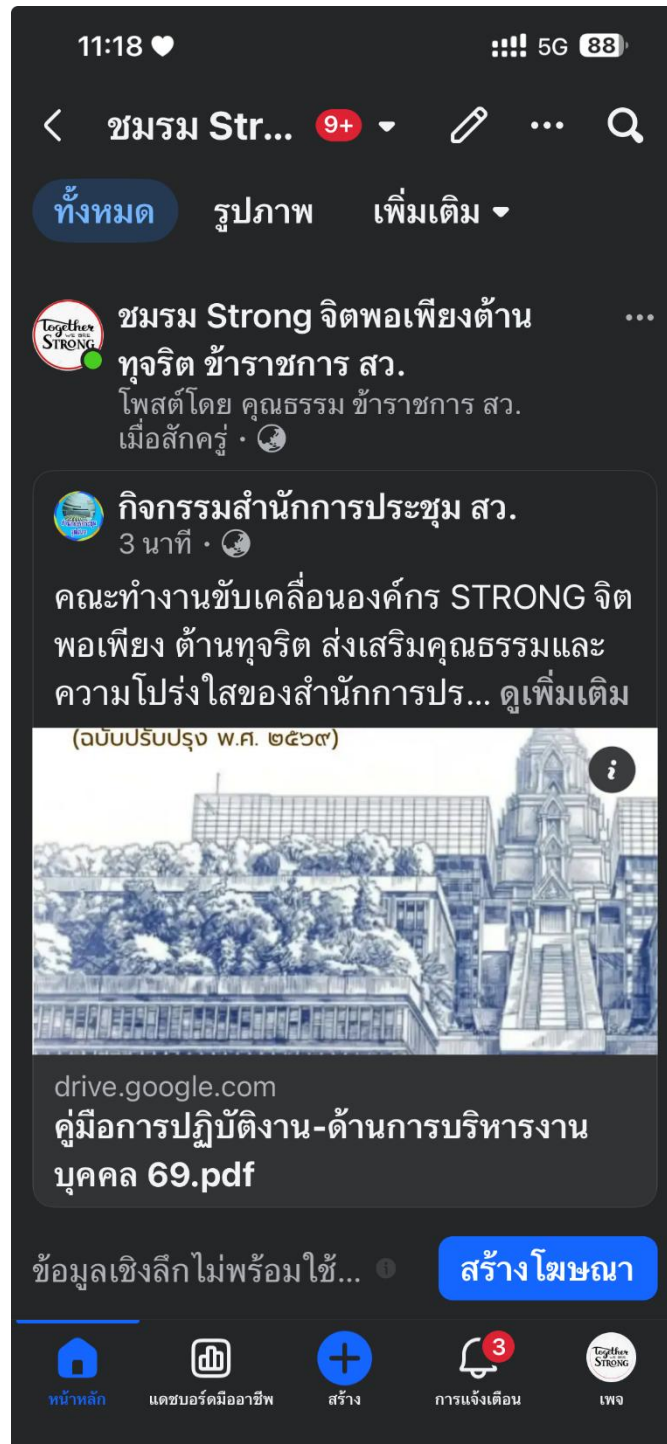 11:18
5G 88
ชมรม Str... 9+
ทั้งหมด รูปภาพ เพิ่มเติม
Together
WE ARE
STRONG
ชมรม Strong จิตพอเพียงต้าน
ทุจริต ข้าราชการ สว.
โพสต์โดย คุณธรรม ข้าราชการ สว.
เมื่อสักครู่ ·
กิจกรรมสำนักการประชุม สว.
3 นาที ·
คณะทำงานขับเคลื่อนองค์กร STRONG จิต
พอเพียง ต้านทุจริต ส่งเสริมคุณธรรมและ
ความโปร่งใสของสำนักการปร... ดูเพิ่มเติม
(ฉบับปรับปรุง พ.ศ. ๒๕๖๙)
drive.google.com
คู่มือการปฏิบัติงาน-ด้านการบริหารงาน
บุคคล 69.pdf
ข้อมูลเชิงลึกไม่พร้อมใช้...
สร้างโฆษณา
3
Together
STRONG
หน้าหลัก แดชบอร์ดมืออาชีพ สร้าง การแจ้งเตือน เพจ